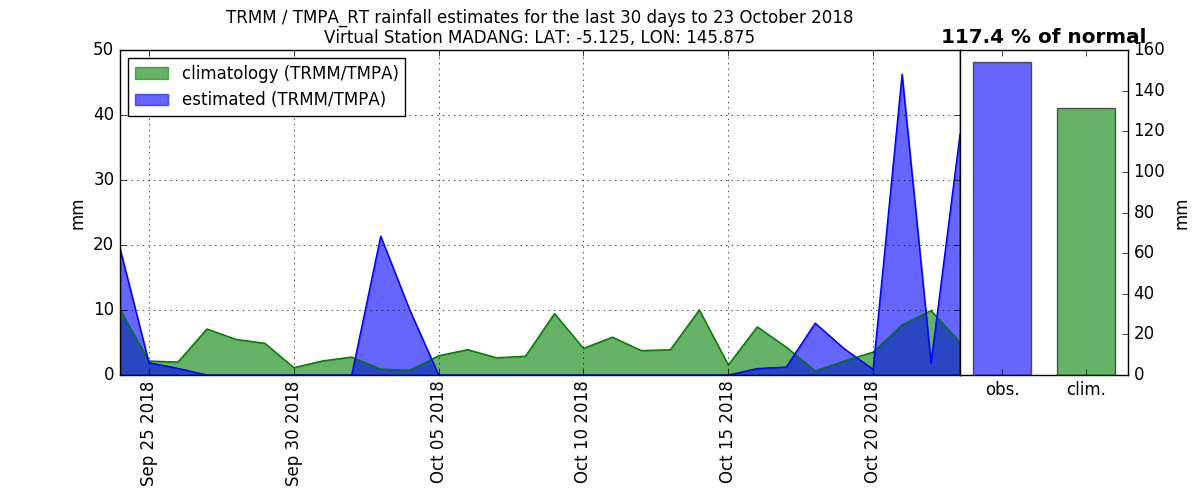 TRMM / TMPA_RT rainfall estimates for the last 30 days to 23 October 2018
Virtual Station MADANG: LAT: -5.125, LON: 145.875
117.4 % of normal
climatology (TRMM/TMPA)
estimated (TRMM/TMPA)
mm
50
40
30
20
10
0
Sep 25 2018
Sep 30 2018
Oct 05 2018
Oct 10 2018
Oct 15 2018
Oct 20 2018
obs.
clim.
160
140
120
100
80
60
40
20
0
mm